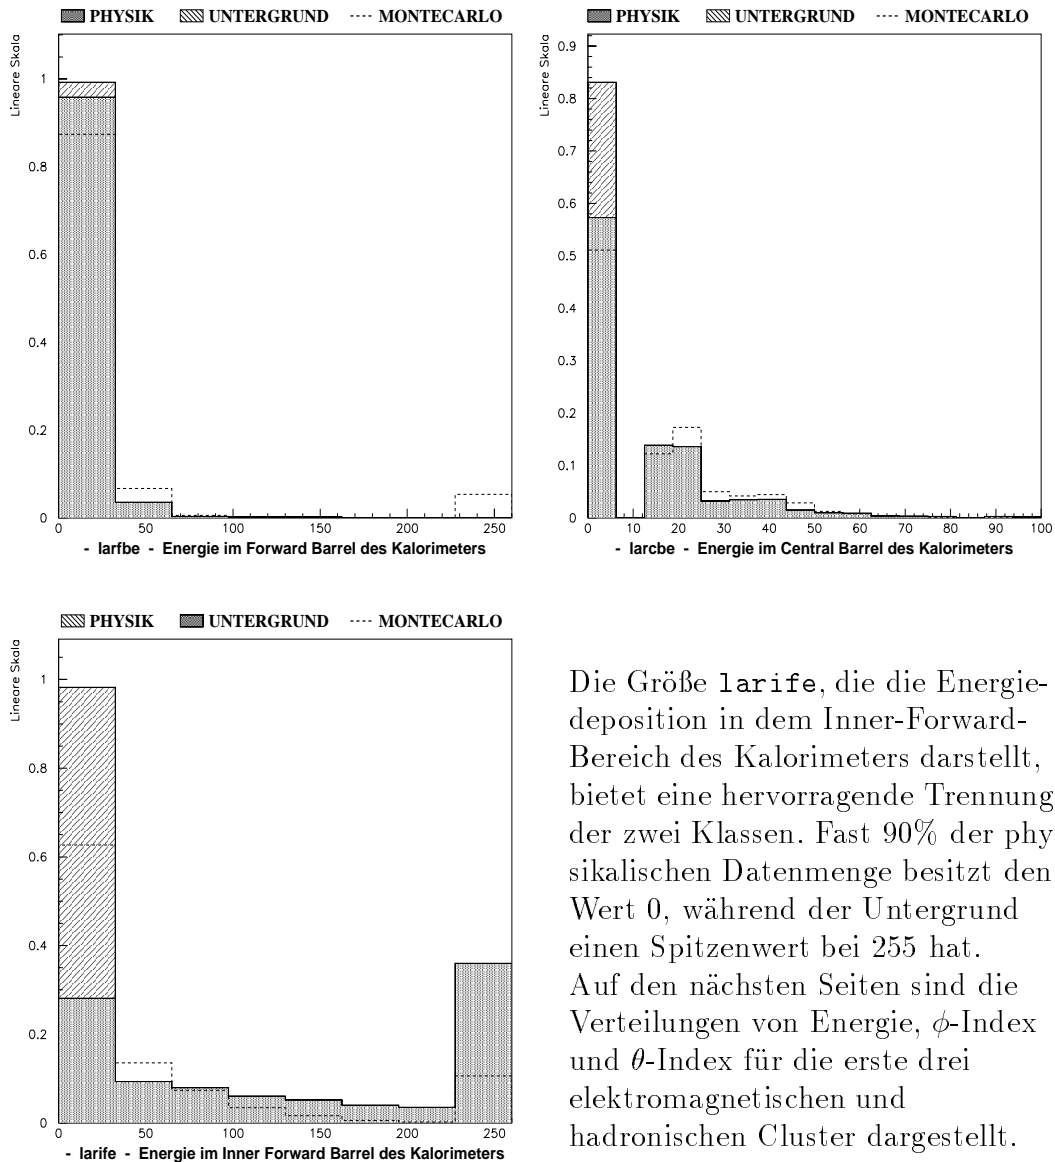 PHYSIK UNTERGRUND MONTECARLO
Lineare Skala
1
0.8
0.6
0.4
0.2
0
0 50 100 150 200 250
- larfbe - Energie im Forward Barrel des Kalorimeters
PHYSIK UNTERGRUND MONTECARLO
Lineare Skala
0.9
0.8
0.7
0.6
0.5
0.4
0.3
0.2
0.1
0
0 10 20 30 40 50 60 70 80 90 100
- larcbe - Energie im Central Barrel des Kalorimeters
PHYSIK UNTERGRUND MONTECARLO
Lineare Skala
1
0.8
0.6
0.4
0.2
0
0 50 100 150 200 250
- larife - Energie im Inner Forward Barrel des Kalorimeters
Die Größe larife, die die Energie-
deposition in dem Inner-Forward-
Bereich des Kalorimeters darstellt,
bietet eine hervorragende Trennung
der zwei Klassen. Fast 90% der phy
sikalischen Datenmenge besitzt den
Wert 0, während der Untergrund
einen Spitzenwert bei 255 hat.
Auf den nächsten Seiten sind die
Verteilungen von Energie, ϕ-Index
und θ-Index für die erste drei
elektromagnetischen und
hadronischen Cluster dargestellt.